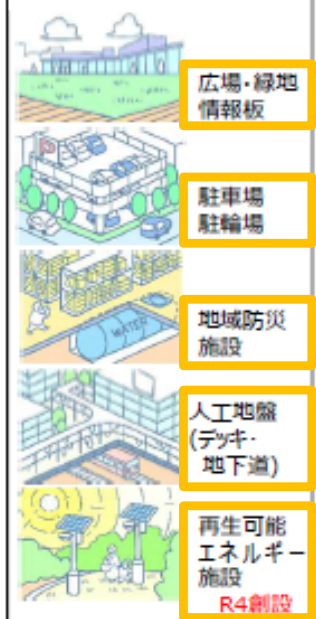 広場・緑地
情報板
P
駐車場
駐輪場
WATER
地域防災
施設
人工地盤
(デッキ・
地下道)
再生可能
エネルギー
施設
R4創設